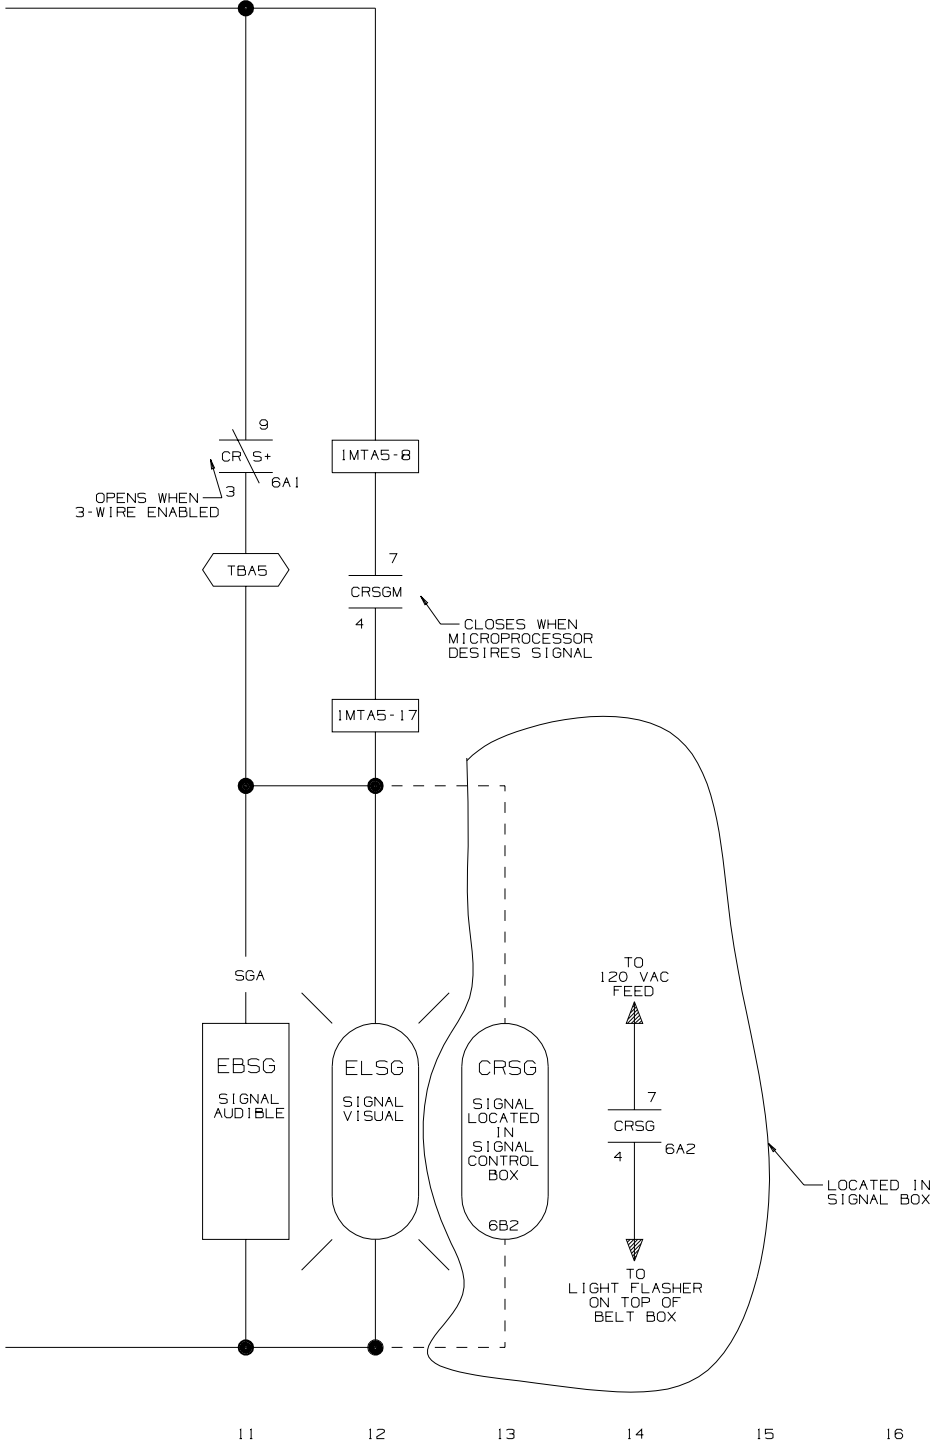 9
CR S+
6A1
3
OPENS WHEN
3-WIRE ENABLED
TBA5
1MTA5-8
7
CRSGM
4
CLOSES WHEN
MICROPROCESSOR
DESIRES SIGNAL
1MTA5-17
SGA
EBSG
SIGNAL
AUDIBLE
ELSG
SIGNAL
VISUAL
CRSG
SIGNAL
LOCATED
IN
SIGNAL
CONTROL
BOX
6B2
TO
120 VAC
FEED
7
CRSG
4
6A2
TO
LIGHT FLASHER
ON TOP OF
BELT BOX
LOCATED IN
SIGNAL BOX
11 12 13 14 15 16